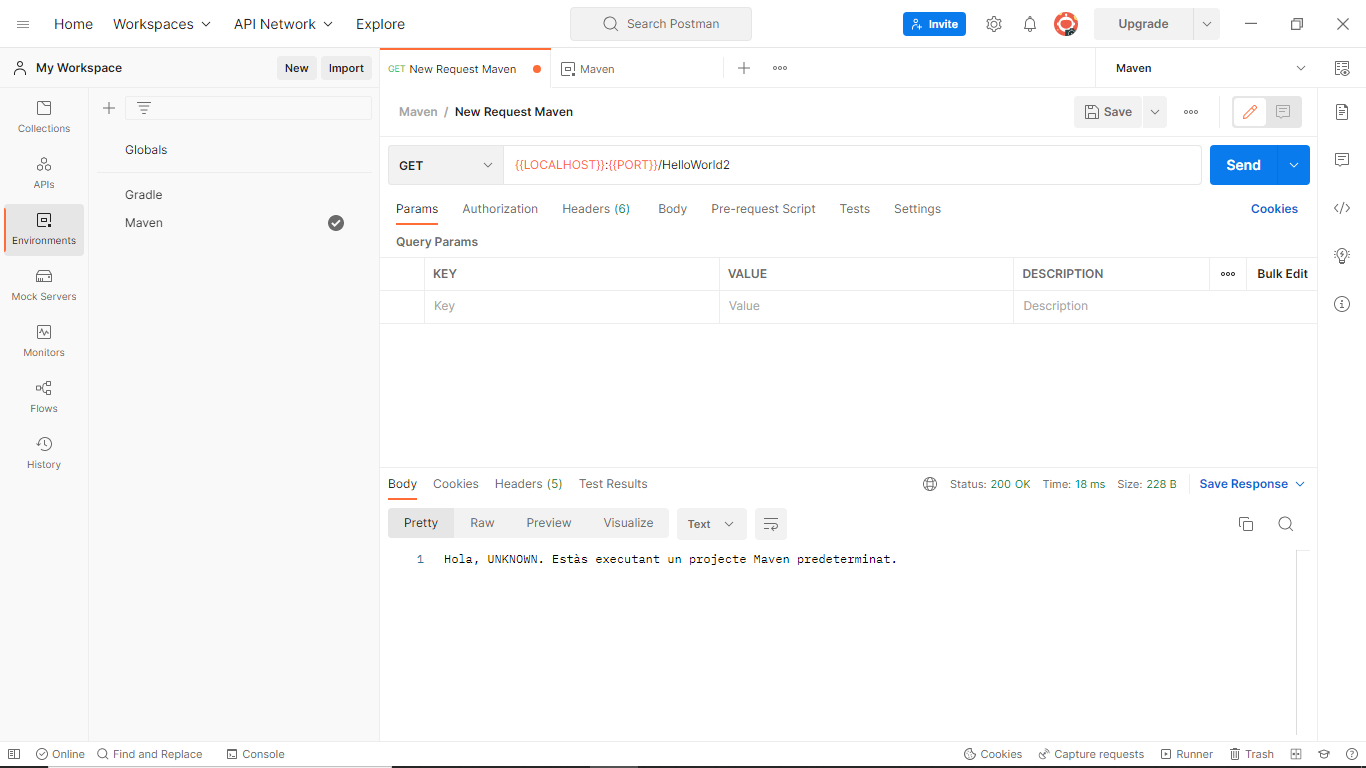 Home Workspaces API Network Explore Search Postman Invite Upgrade
My Workspace New Import GET New Request Maven Maven Maven
Collections
APIs
Environments
Mock Servers
Monitors
Flows
History
Globals
Gradle
Maven
Maven / New Request Maven Save
GET {{LOCALHOST}}:{{PORT}}/HelloWorld2 Send
Params Authorization Headers (6) Body Pre-request Script Tests Settings Cookies
Query Params
KEY VALUE DESCRIPTION Bulk Edit
Key Value Description
Body Cookies Headers (5) Test Results Status: 200 OK Time: 18 ms Size: 228 B Save Response
Pretty Raw Preview Visualize Text
1 Hola, UNKNOWN. Estàs executant un projecte Maven predeterminat.
Online Find and Replace Console Cookies Capture requests Runner Trash